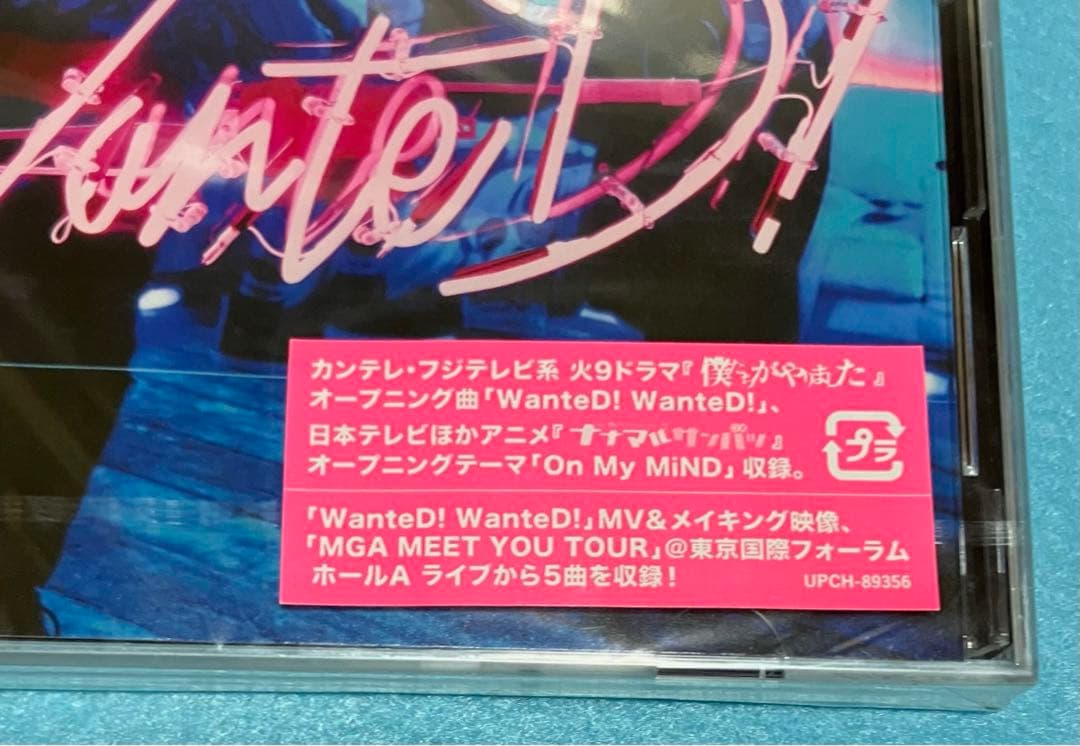 WanteD!
カンテレ・フジテレビ系 火9ドラマ『僕たちがやりました』
オープニング曲「WanteD! WanteD!」、
日本テレビほかアニメ『ナナマルサンバツ』
オープニングテーマ「On My MiND」収録。
プラ
「WanteD! WanteD!」MV&メイキング映像、
「MGA MEET YOU TOUR」@東京国際フォーラム
ホールA ライブから5曲を収録!
UPCH-89356